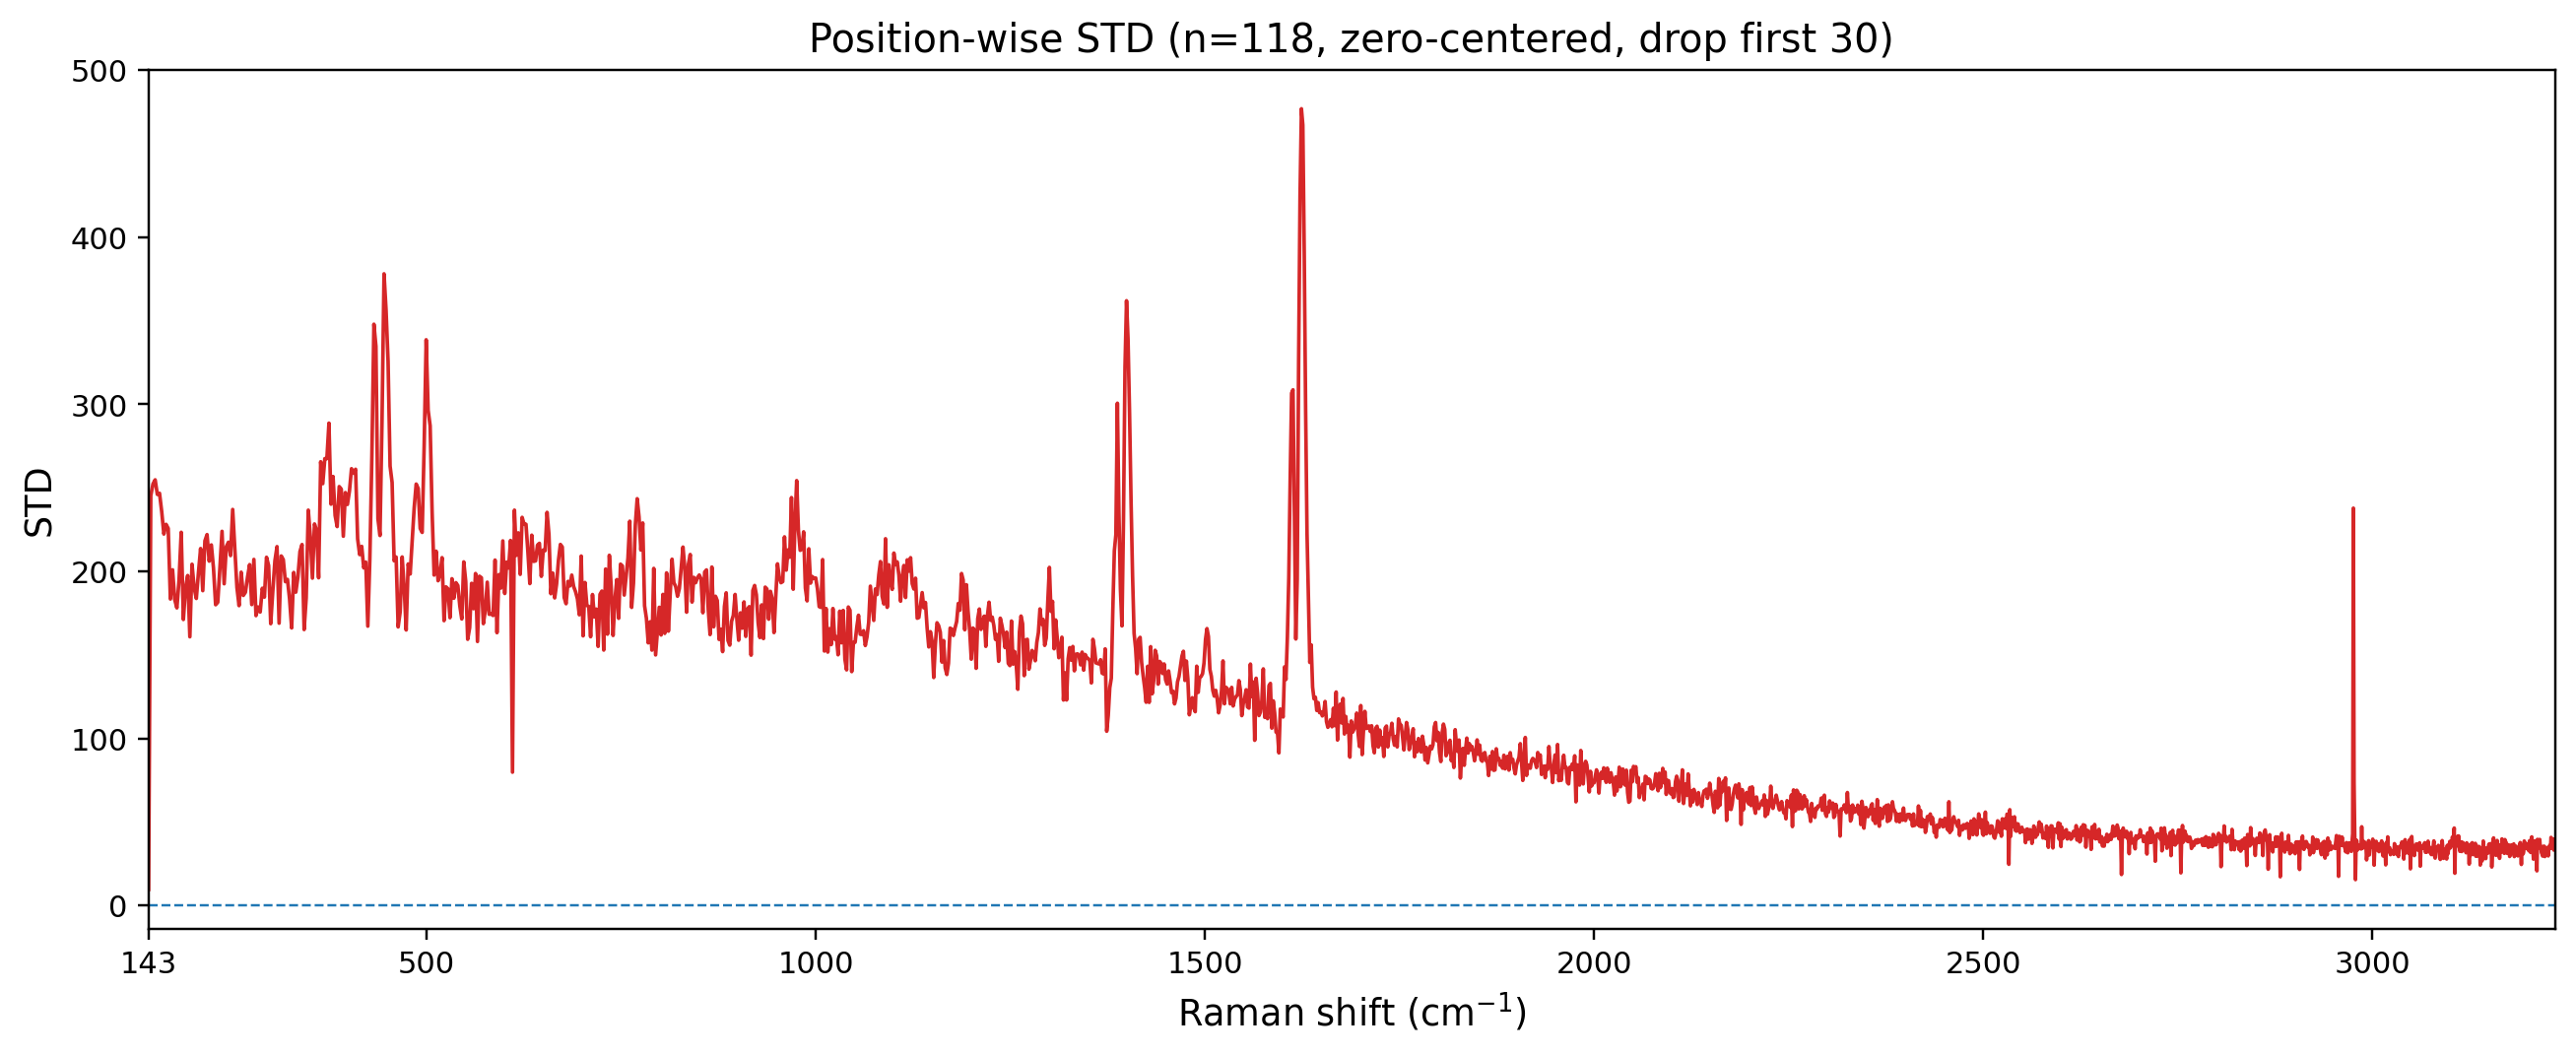 Position-wise STD (n=118, zero-centered, drop first 30)
500
400
300
200
100
0
STD
143 500 1000 1500 2000 2500 3000
Raman shift (cm⁻¹)